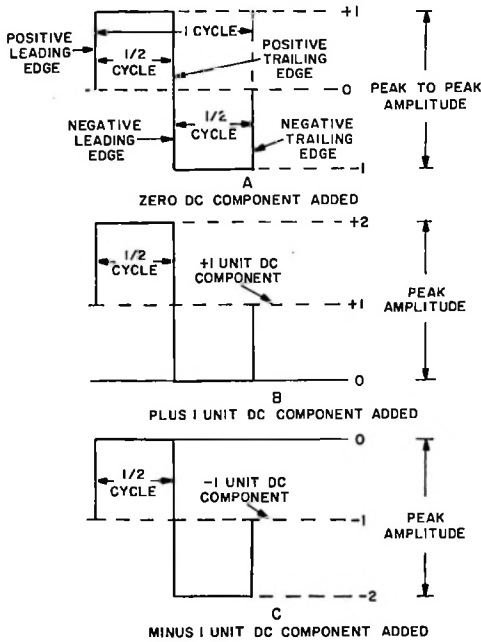 +1
POSITIVE
LEADING
EDGE
1 CYCLE
1/2
CYCLE
POSITIVE
TRAILING
EDGE
0
PEAK TO PEAK
AMPLITUDE
NEGATIVE
LEADING
EDGE
1/2
CYCLE
NEGATIVE
TRAILING
EDGE
-1
A
ZERO DC COMPONENT ADDED
+2
1/2
CYCLE
+1 UNIT DC
COMPONENT
+1
PEAK
AMPLITUDE
0
B
PLUS 1 UNIT DC COMPONENT ADDED
0
1/2
CYCLE
-1 UNIT DC
COMPONENT
-1
PEAK
AMPLITUDE
-2
C
MINUS 1 UNIT DC COMPONENT ADDED